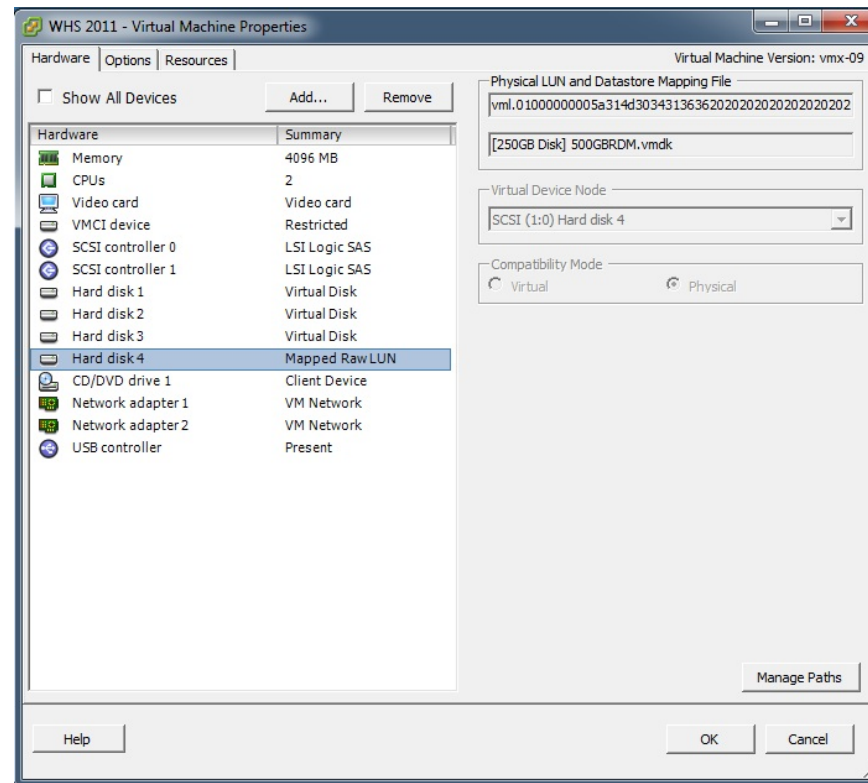 WHS 2011 - Virtual Machine Properties
Hardware Options Resources
Virtual Machine Version: vmx-09
Show All Devices
Add...
Remove
Hardware Summary
Memory 4096 MB
CPUs 2
Video card Video card
VMCI device Restricted
SCSI controller 0 LSI Logic SAS
SCSI controller 1 LSI Logic SAS
Hard disk 1 Virtual Disk
Hard disk 2 Virtual Disk
Hard disk 3 Virtual Disk
Hard disk 4 Mapped Raw LUN
CD/DVD drive 1 Client Device
Network adapter 1 VM Network
Network adapter 2 VM Network
USB controller Present
Physical LUN and Datastore Mapping File
vml.01000000005a314d30343136362020202020202020202
[250GB Disk] 500GBRDM.vmdk
Virtual Device Node
SCSI (1:0) Hard disk 4
Compatibility Mode
Virtual Physical
Manage Paths
Help
OK
Cancel